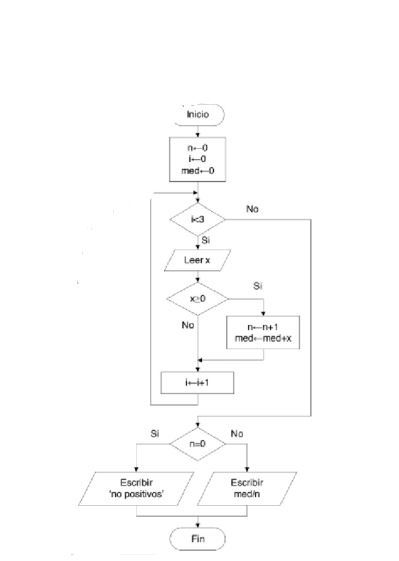 Inicio
n←0
i←0
med←0
i<3
No
Si
Leer x
x≥0
Si
No
n←n+1
med←med+x
i←i+1
Si
n=0
No
Escribir
'no positivos'
Escribir
med/n
Fin